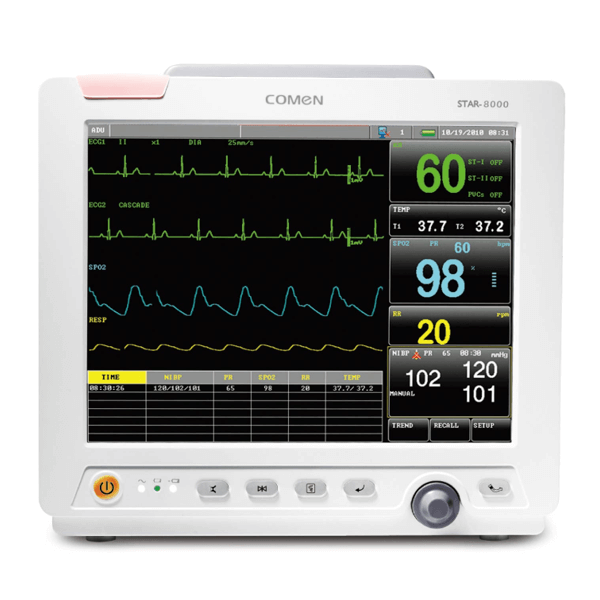 COMEN
STAR-8000
ADU 1 10/19/2010 08:31
ECG1 II x1 DIA 25mm/s
1mV
60
ST-I OFF
ST-II OFF
PVCs OFF
ECG2 CASCADE
1mV
TEMP °C
T1 37.7 T2 37.2
SPO2
SPO2 PR 60 bpm
98 %
RESP
RR rpm
20
NIBP PR 65 08:30 mmHg
102 120
MANUAL 101
TIME NIBP PR SPO2 RR TEMP
08:30:26 120/102/101 65 98 20 37.7/37.2
TREND RECALL SETUP